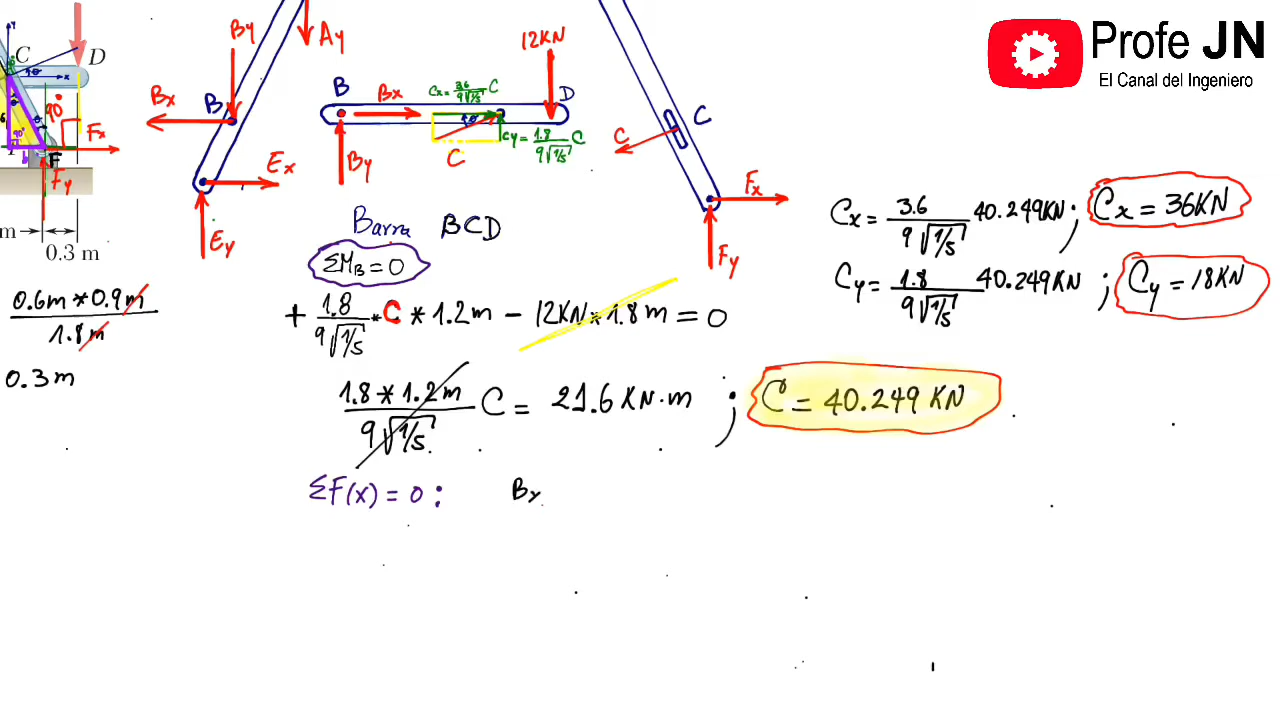 Profe JN
El Canal del Ingeniero
By
Ay
12KN
C
D
B
Bx
Cx = 3.6/9√1/5 C
D
Bx
B
θ
C
90°
Fx
Cy = 1.8/9√1/5 C
C
F
Ex
By
C
Fx
Fy
Cx = 3.6/9√1/5 40.249KN ; Cx = 36KN
m
0.3 m
Ey
Barra BCD
Fy
ΣM_B = 0
Cy = 1.8/9√1/5 40.249KN ; Cy = 18KN
0.6m * 0.9m / 1.8m
+ 1.8/9√1/5 * C * 1.2m - 12KN * 1.8m = 0
0.3m
1.8 * 1.2m / 9√1/5 C = 21.6 KN·m ; C = 40.249 KN
ΣF(x) = 0 : Bx